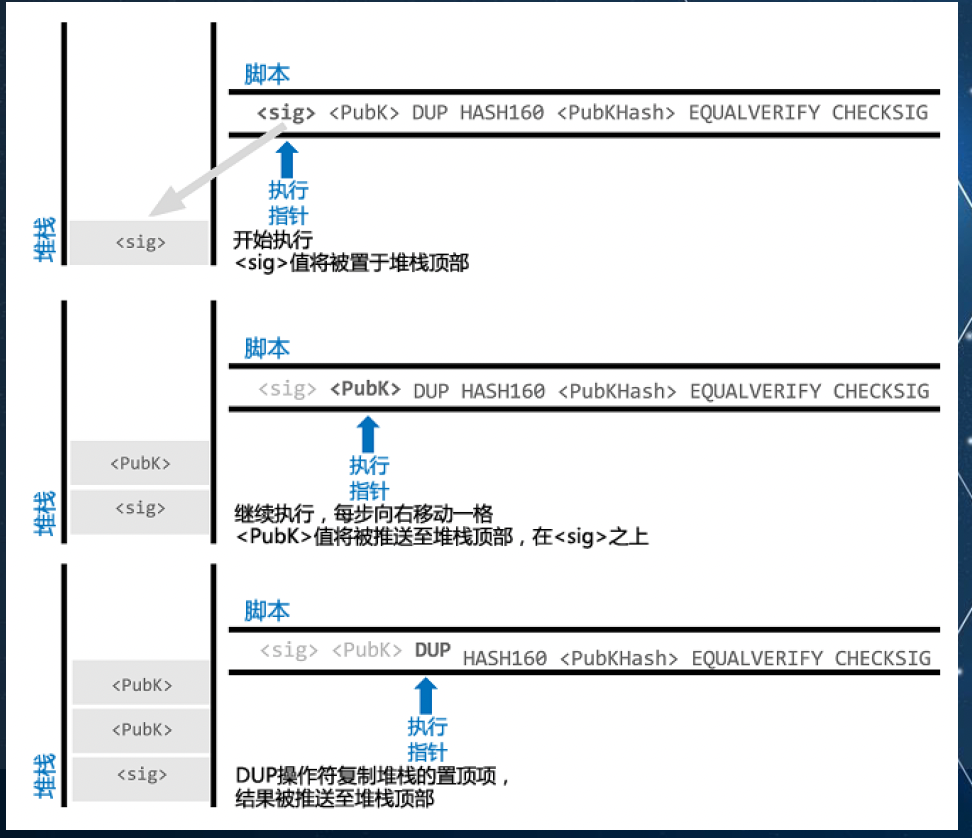 脚本
<sig> <PubK> DUP HASH160 <PubKHash> EQUALVERIFY CHECKSIG
执行
指针
堆栈
<sig>
开始执行
<sig>值将被置于堆栈顶部
脚本
<sig> <PubK> DUP HASH160 <PubKHash> EQUALVERIFY CHECKSIG
执行
指针
堆栈
<PubK>
<sig>
继续执行，每步向右移动一格
<PubK>值将被推送至堆栈顶部，在<sig>之上
脚本
<sig> <PubK> DUP HASH160 <PubKHash> EQUALVERIFY CHECKSIG
执行
指针
堆栈
<PubK>
<PubK>
<sig>
DUP操作符复制堆栈的置顶项，
结果被推送至堆栈顶部